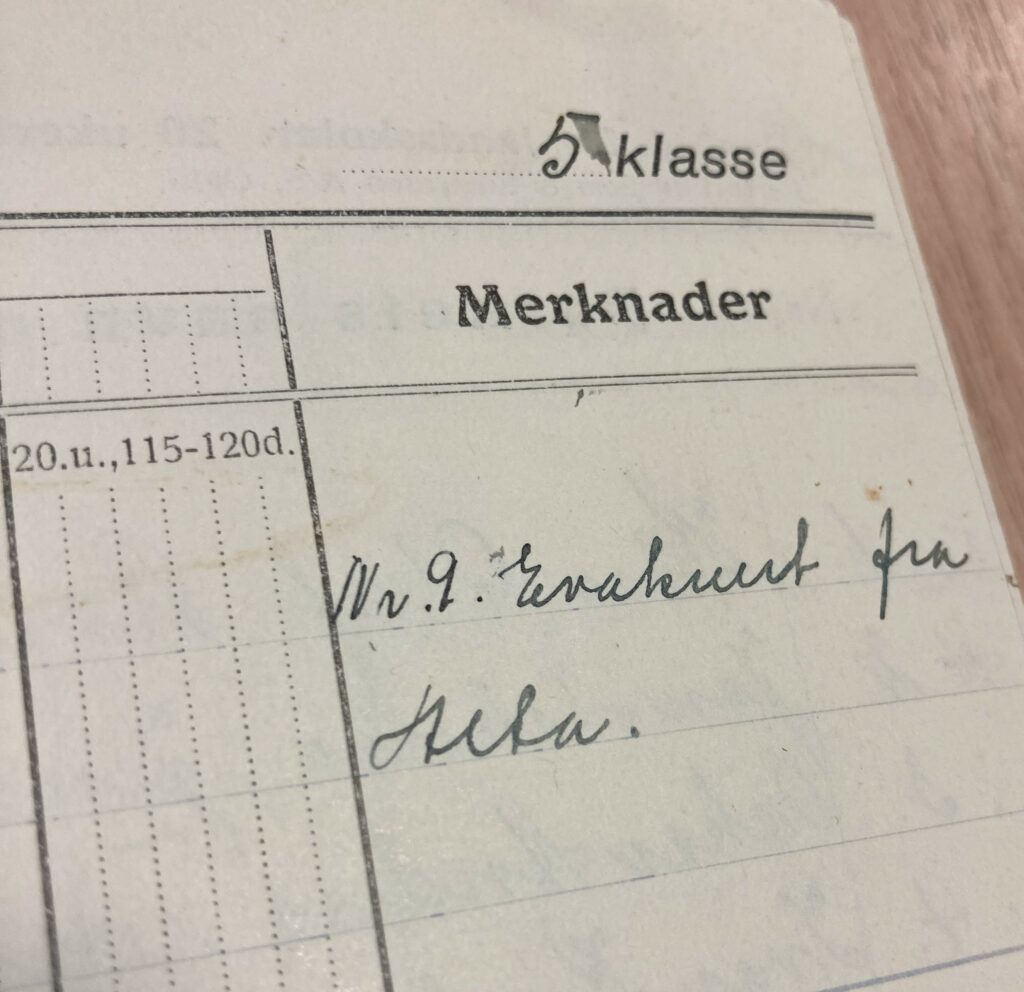 5 klasse
Merknader
20.u.,115-120d.
Nr. 9. Evakuert fra
Alta.